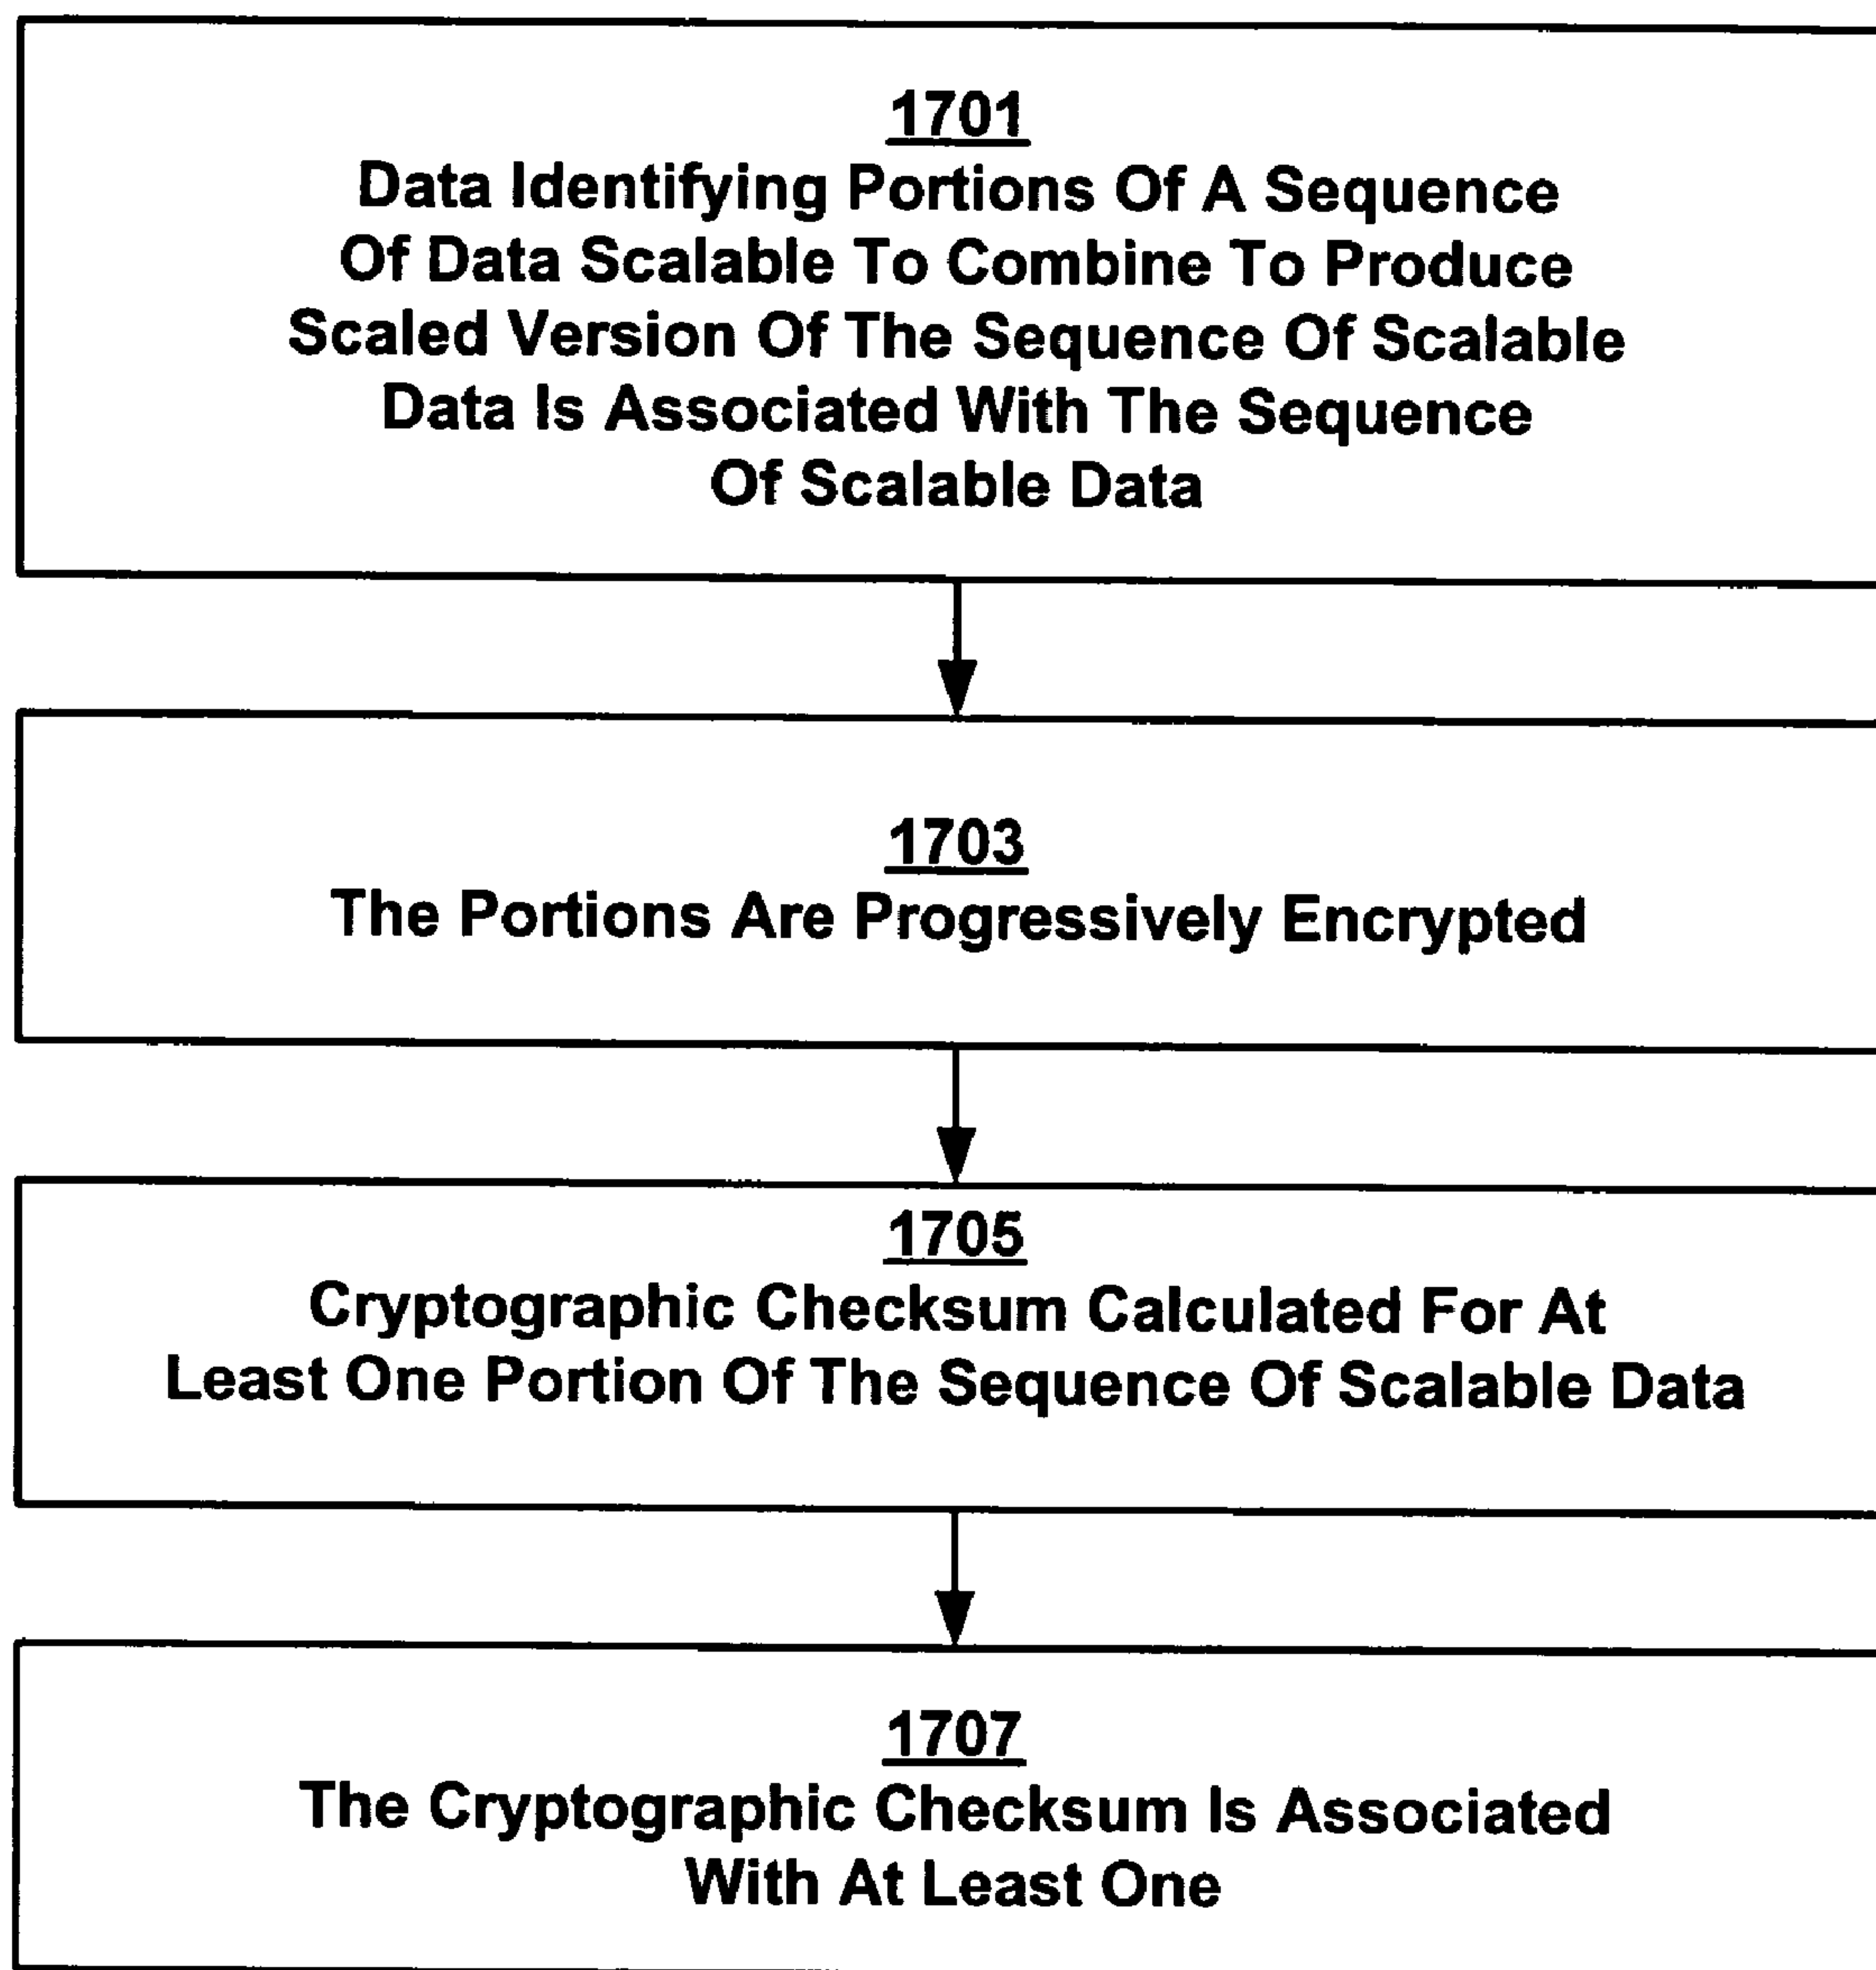 1701
Data Identifying Portions Of A Sequence
Of Data Scalable To Combine To Produce
Scaled Version Of The Sequence Of Scalable
Data Is Associated With The Sequence
Of Scalable Data
1703
The Portions Are Progressively Encrypted
1705
Cryptographic Checksum Calculated For At
Least One Portion Of The Sequence Of Scalable Data
1707
The Cryptographic Checksum Is Associated
With At Least One